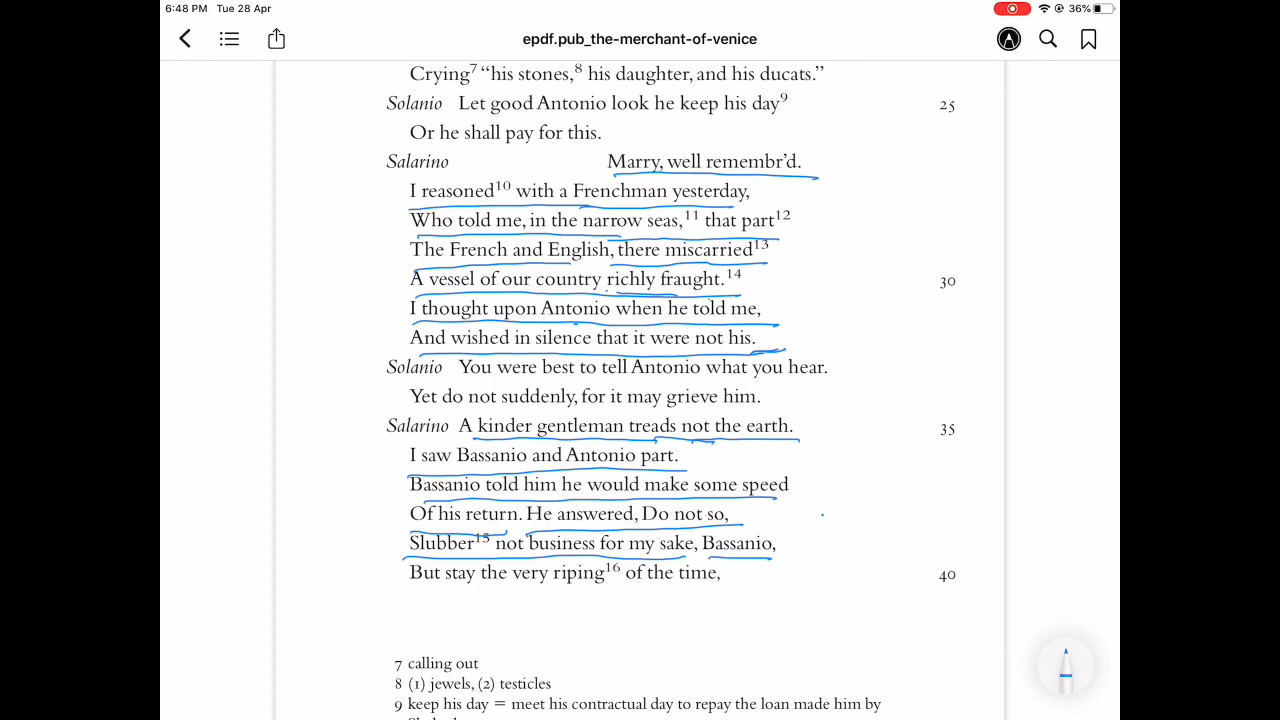 6:48 PM Tue 28 Apr
36%
epdf.pub_the-merchant-of-venice
Crying7 “his stones,8 his daughter, and his ducats.”
Solanio Let good Antonio look he keep his day9 25
Or he shall pay for this.
Salarino Marry, well remembr’d.
I reasoned10 with a Frenchman yesterday,
Who told me, in the narrow seas,11 that part12
The French and English, there miscarried13
A vessel of our country richly fraught.14 30
I thought upon Antonio when he told me,
And wished in silence that it were not his.
Solanio You were best to tell Antonio what you hear.
Yet do not suddenly, for it may grieve him.
Salarino A kinder gentleman treads not the earth. 35
I saw Bassanio and Antonio part.
Bassanio told him he would make some speed
Of his return. He answered, Do not so,
Slubber15 not business for my sake, Bassanio,
But stay the very riping16 of the time, 40
7 calling out
8 (1) jewels, (2) testicles
9 keep his day = meet his contractual day to repay the loan made him by